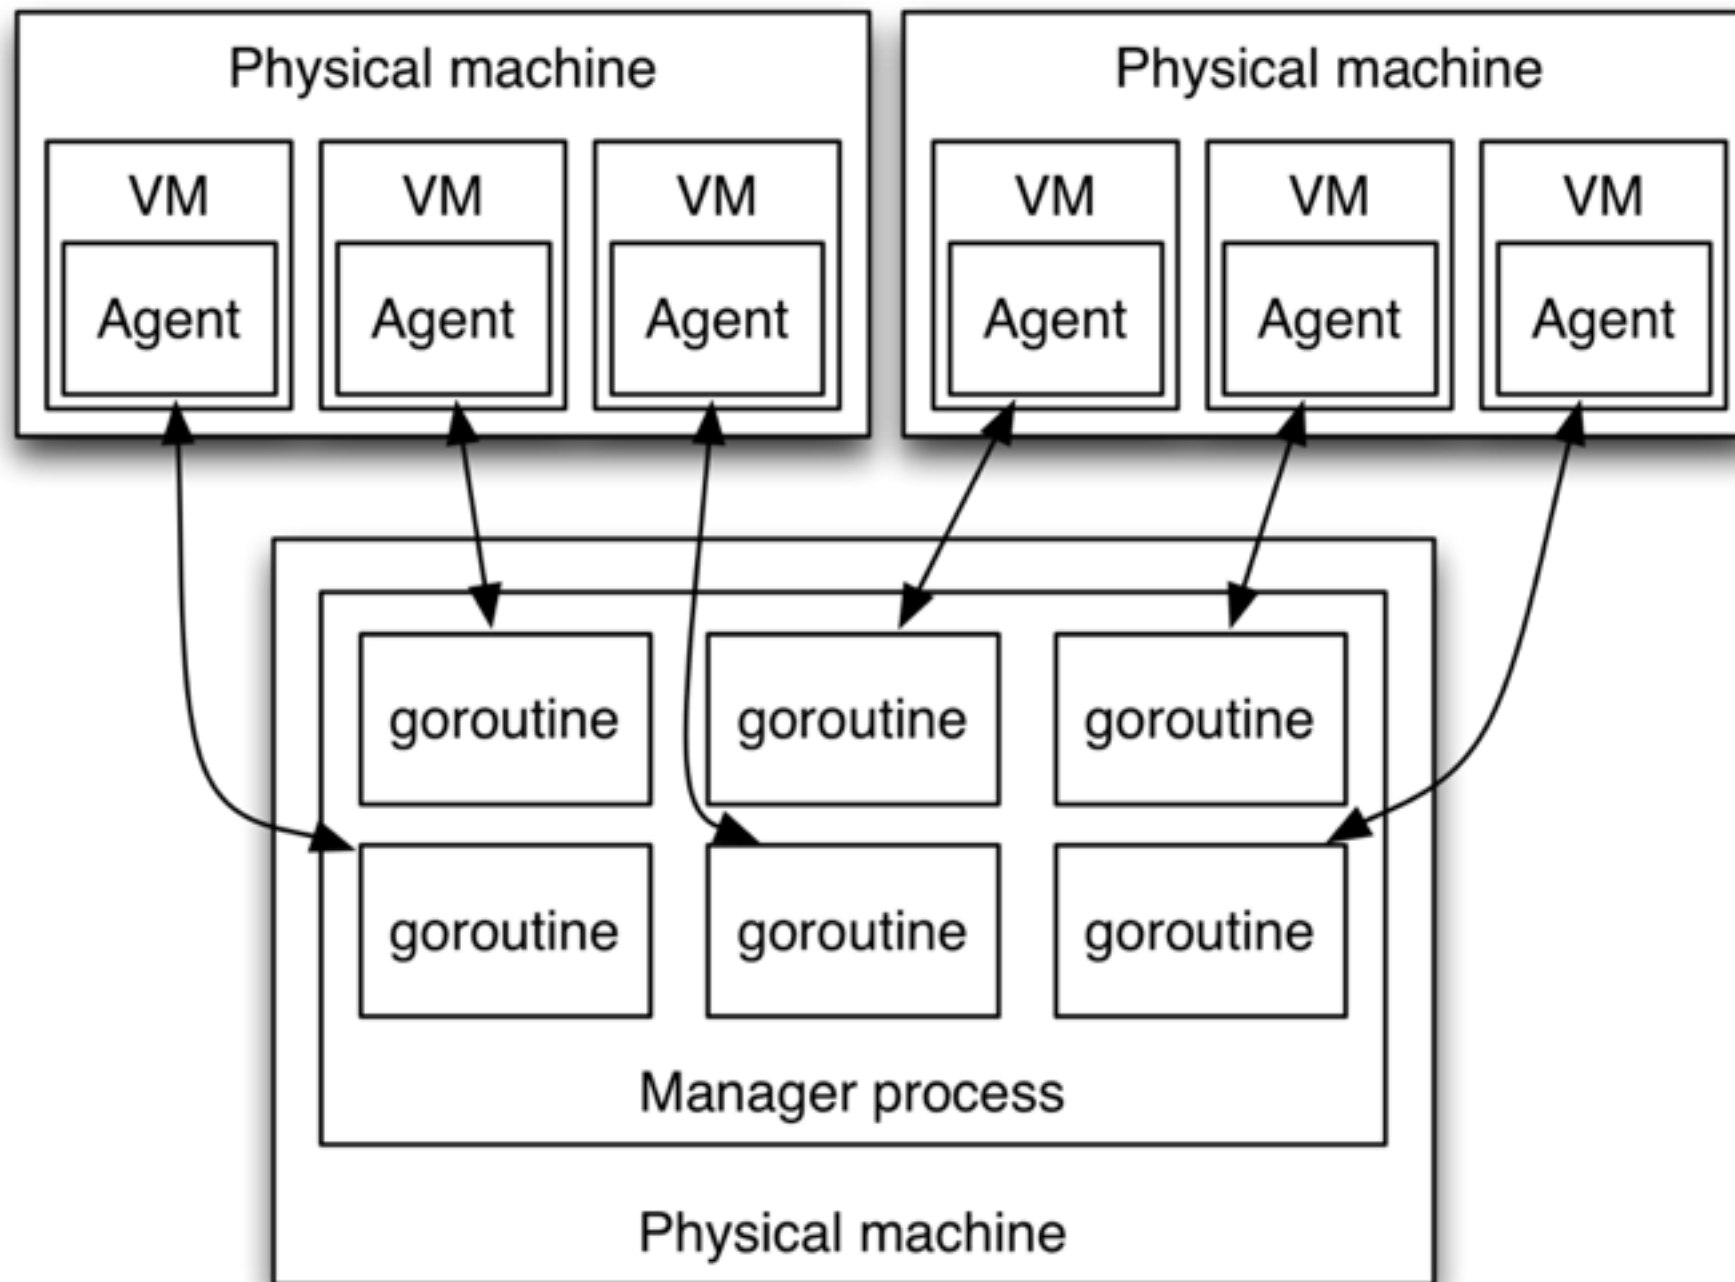 Physical machine
Physical machine
VM
VM
VM
VM
VM
VM
Agent
Agent
Agent
Agent
Agent
Agent
goroutine
goroutine
goroutine
goroutine
goroutine
goroutine
Manager process
Physical machine